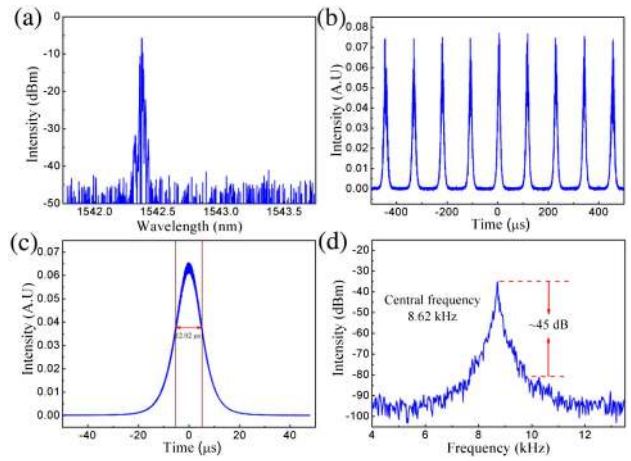 (a)
0
-10
-20
-30
-40
-50
Intensity (dBm)
1542.0 1542.5 1543.0 1543.5
Wavelength (nm)
(b)
0.08
0.07
0.06
0.05
0.04
0.03
0.02
0.01
0.00
Intensity (A.U)
-400 -200 0 200 400
Time (μs)
(c)
0.07
0.06
0.05
0.04
0.03
0.02
0.01
0.00
Intensity (A.U)
12.02 μs
-40 -20 0 20 40
Time (μs)
(d)
-30
-40
-50
-60
-70
-80
-90
-100
Intensity (dBm)
Central frequency
8.62 kHz
~45 dB
4 6 8 10 12
Frequency (kHz)